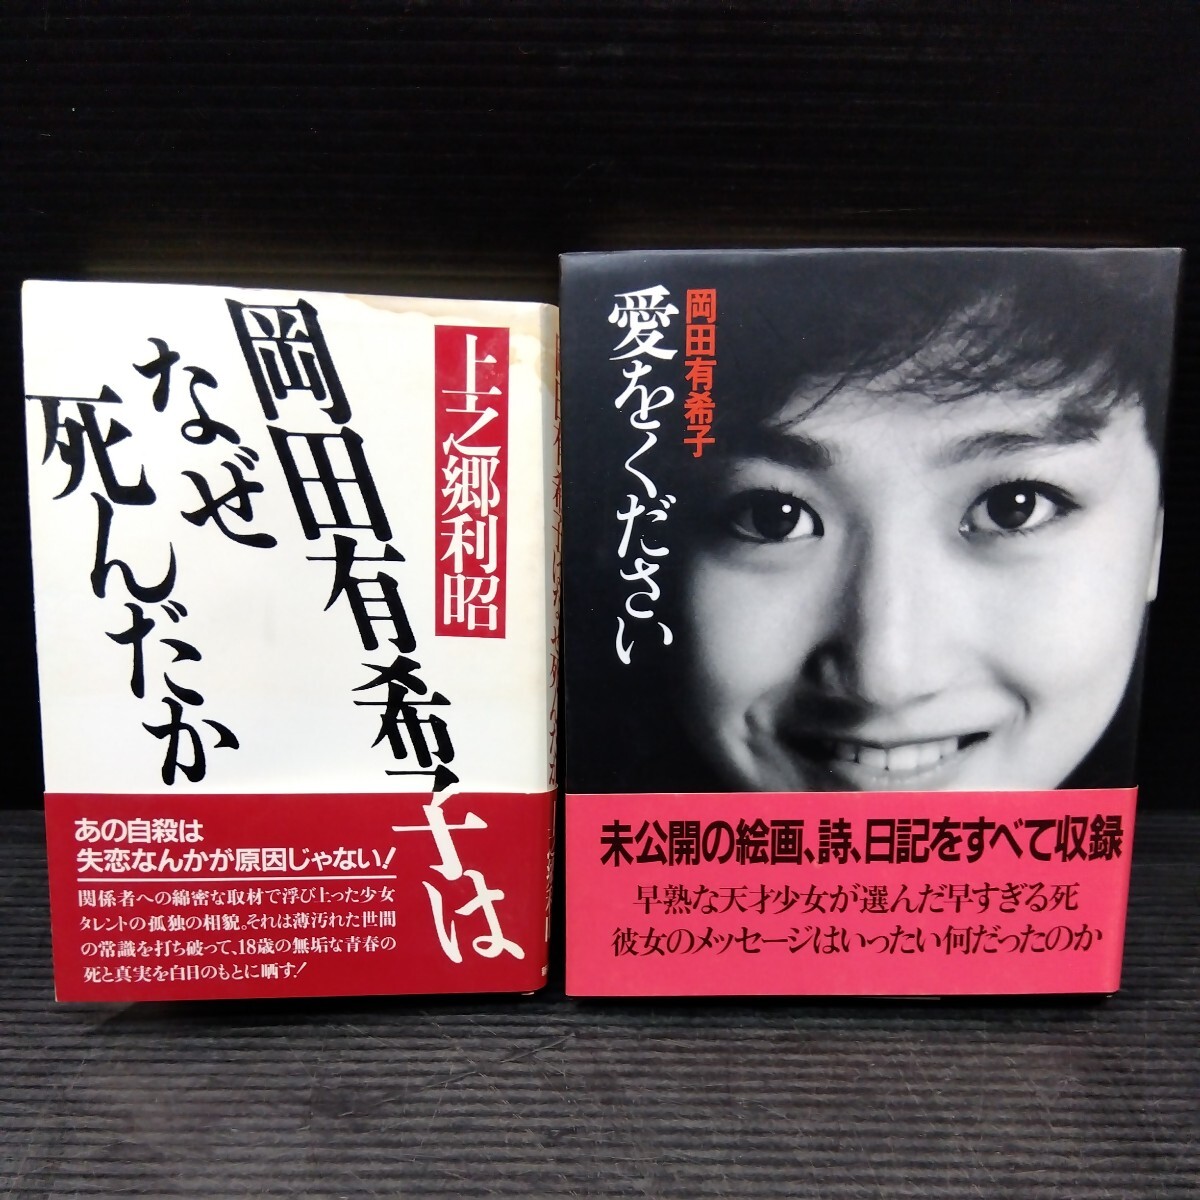 上之郷利昭
岡田有希子は
なぜ
死んだか
あの自殺は
失恋なんかが原因じゃない!
関係者への綿密な取材で浮び上った少女
タレントの孤独の相貌。それは薄汚れた世間
の常識を打ち破って、18歳の無垢な青春の
死と真実を白日のもとに晒す!
岡田有希子
愛をください
未公開の絵画、詩、日記をすべて収録
早熟な天才少女が選んだ早すぎる死
彼女のメッセージはいったい何だったのか